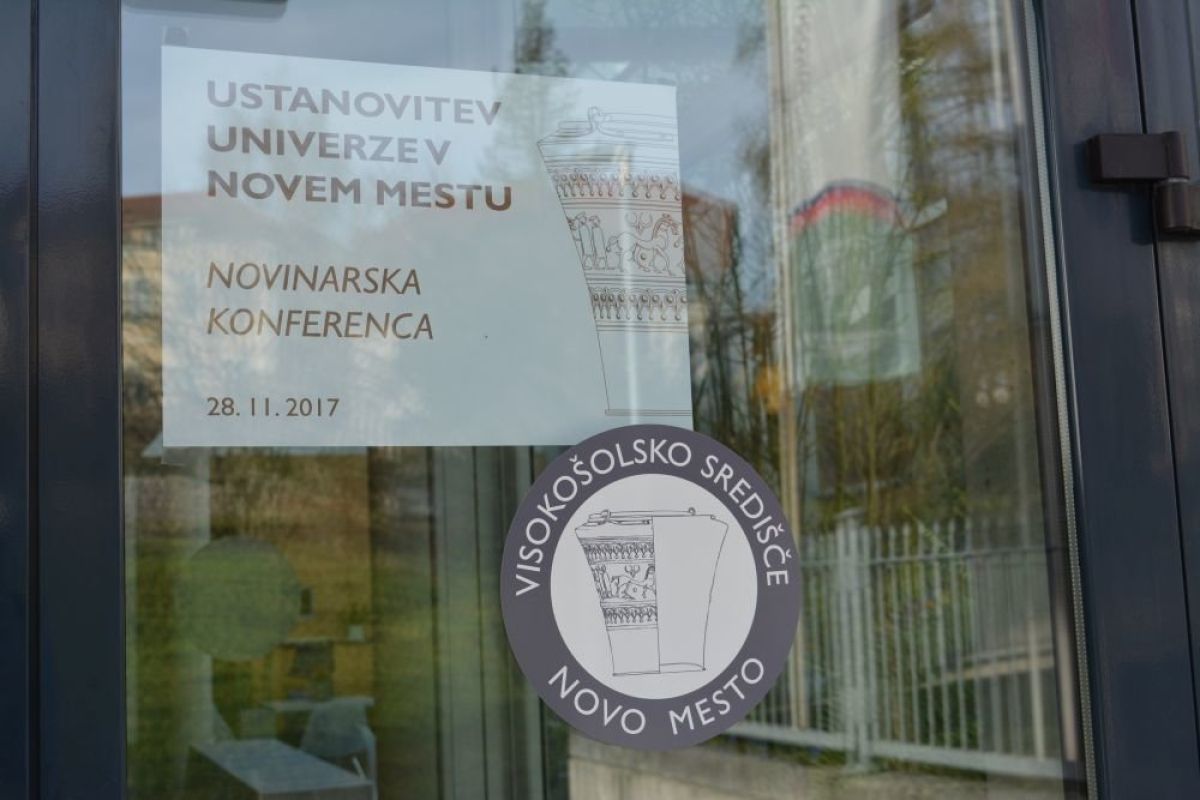 USTANOVITEV
UNIVERZE V
NOVEM MESTU
NOVINARSKA
KONFERENCA
28. 11. 2017
VISOKOŠOLSKO SREDIŠČE
NOVO MESTO